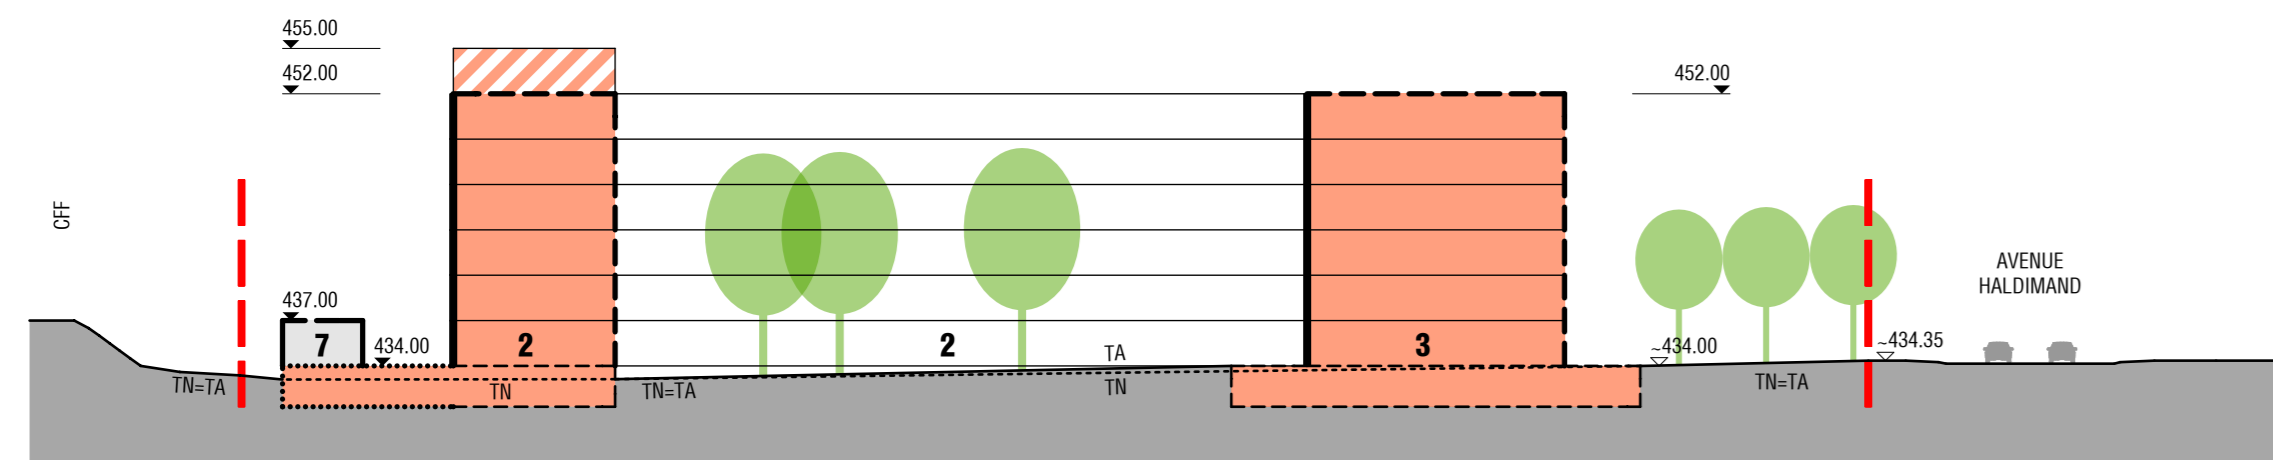 455.00
452.00
452.00
CFF
AVENUE
HALDIMAND
437.00
7
434.00
2
2
TA
3
~434.00
~434.35
TN=TA
TN
TN=TA
TN
TN=TA